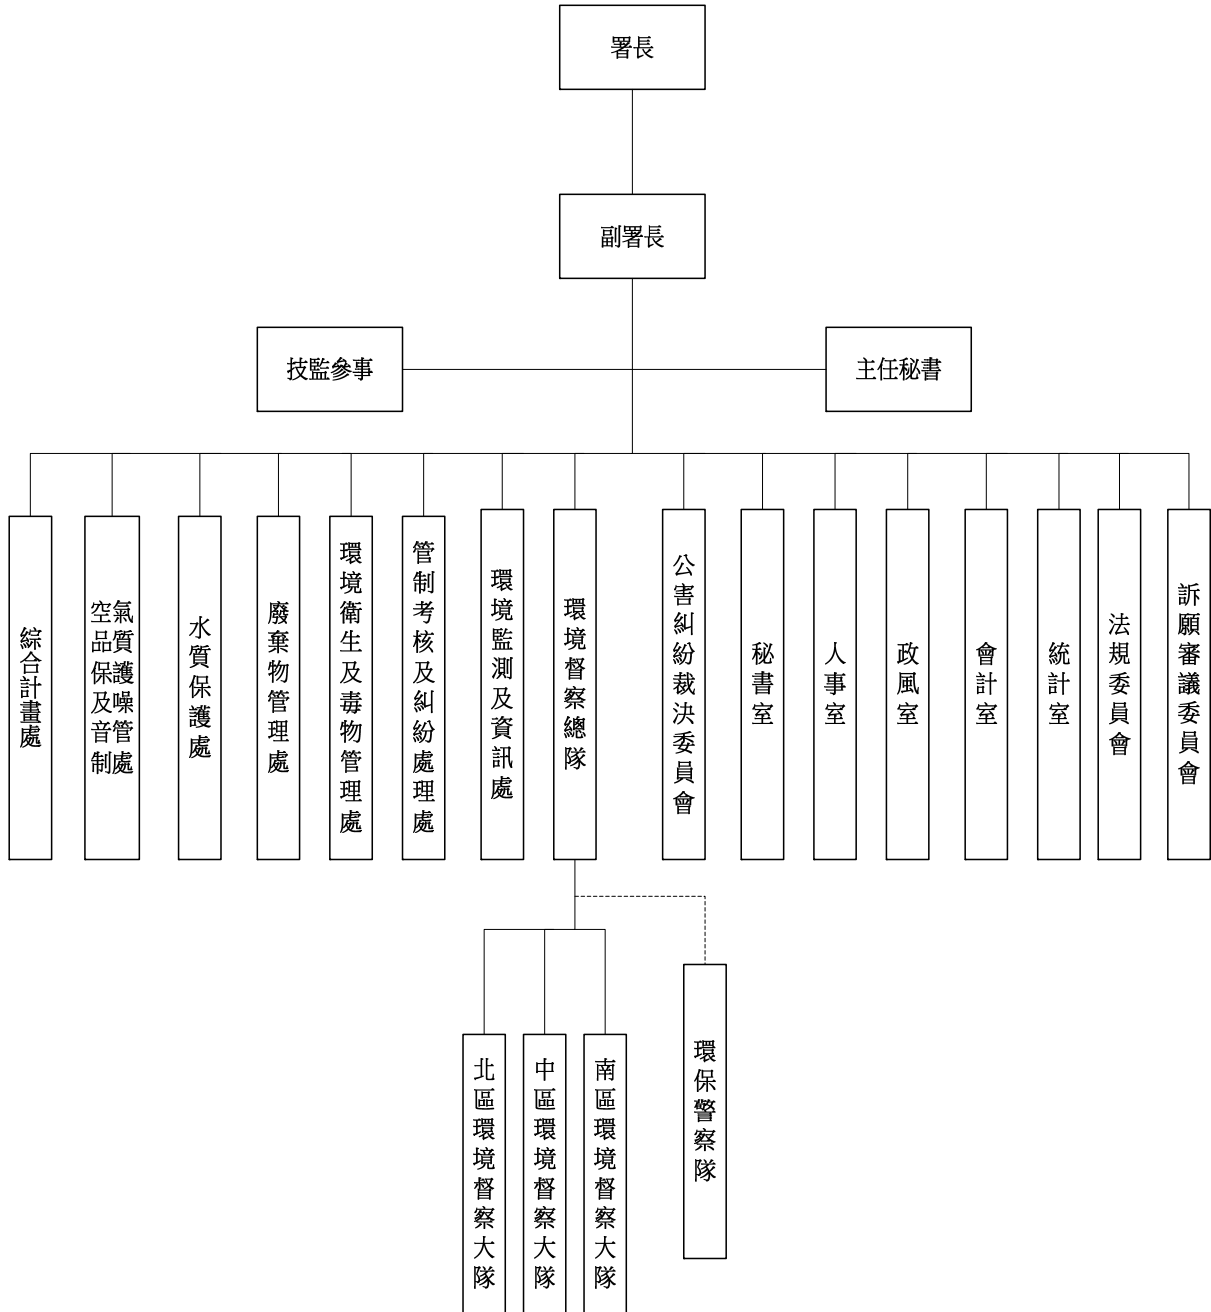 署長
副署長
技監參事
主任秘書
綜合計畫處
空氣
品質
保護
及噪
音管
制處
水質保護處
廢棄物管理處
環境衛生及毒物管理處
管制考核及糾紛處理處
環境監測及資訊處
環境督察總隊
公害糾紛裁決委員會
秘書室
人事室
政風室
會計室
統計室
法規委員會
訴願審議委員會
北區環境督察大隊
中區環境督察大隊
南區環境督察大隊
環保警察隊